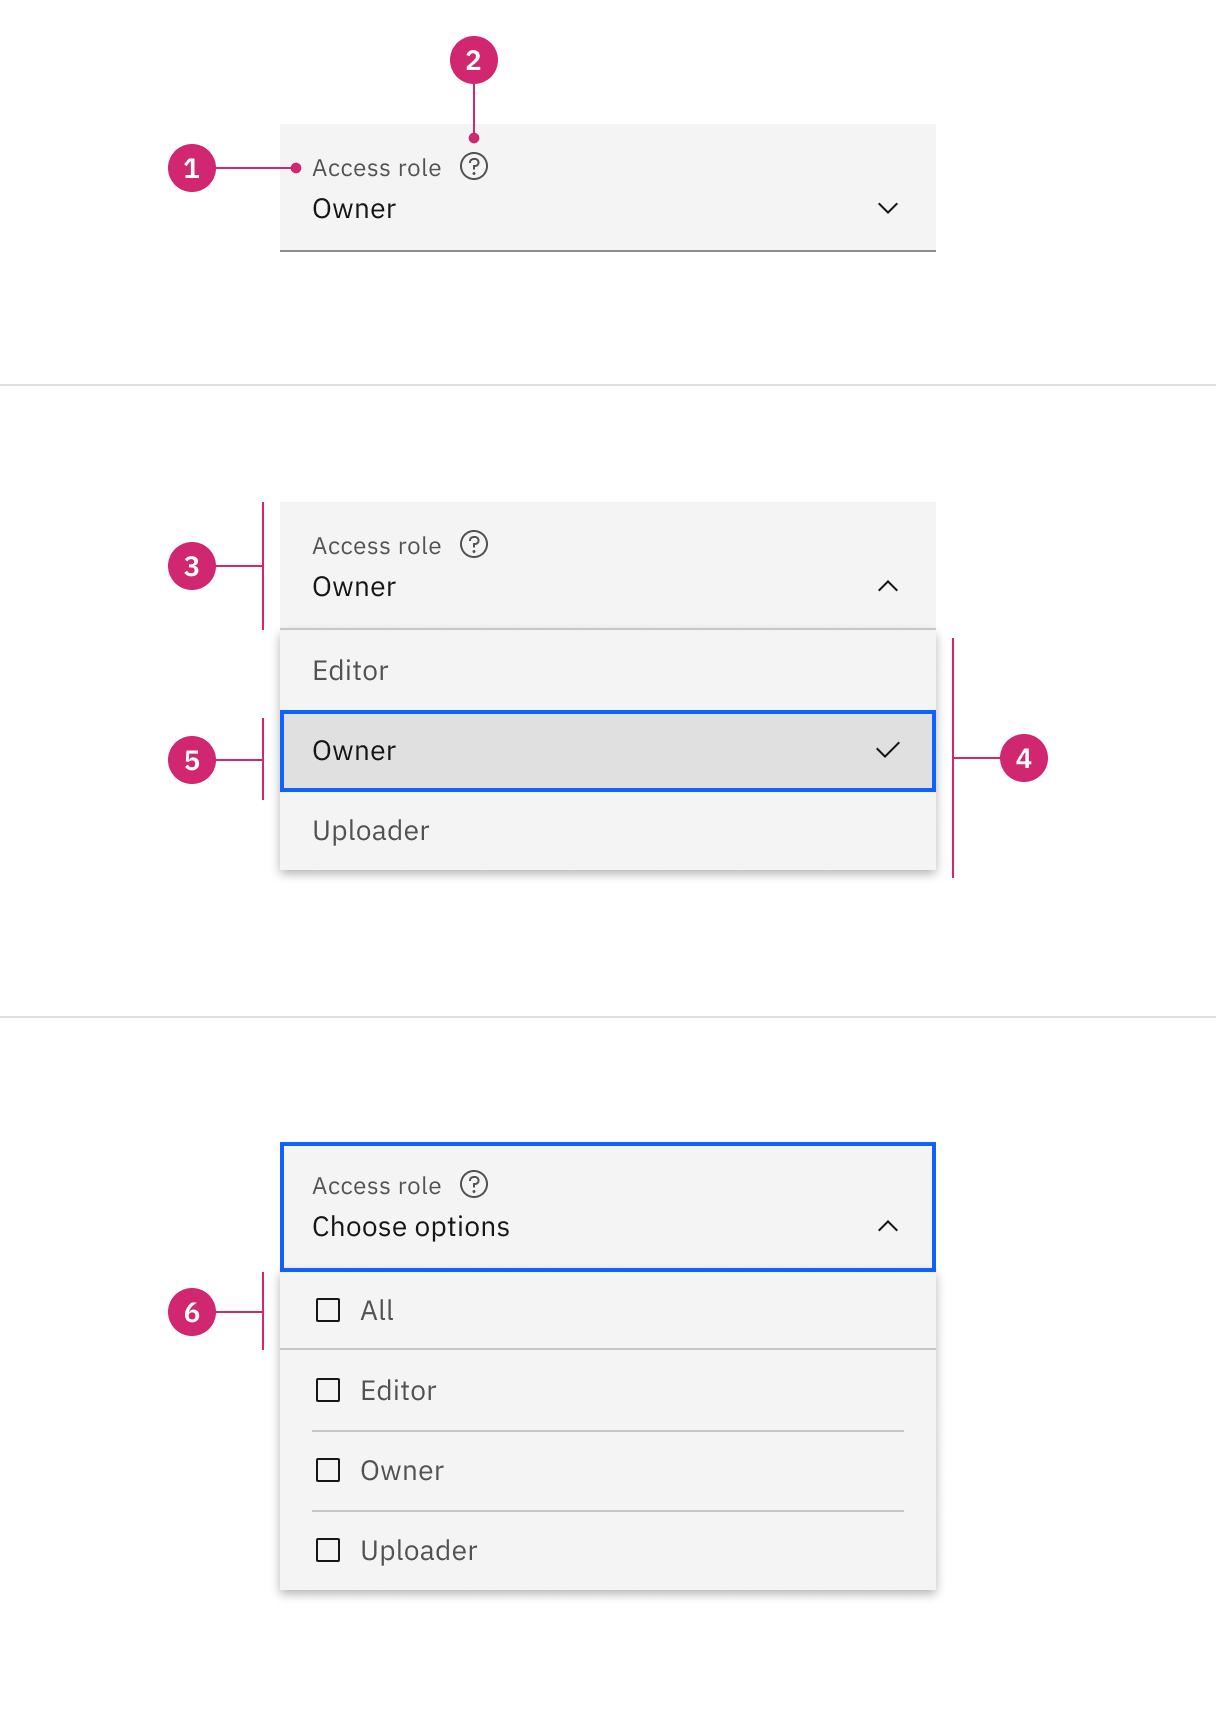 2
1 Access role ?
Owner
3 Access role ?
Owner
Editor
5 Owner 4
Uploader
Access role ?
Choose options
6 All
Editor
Owner
Uploader